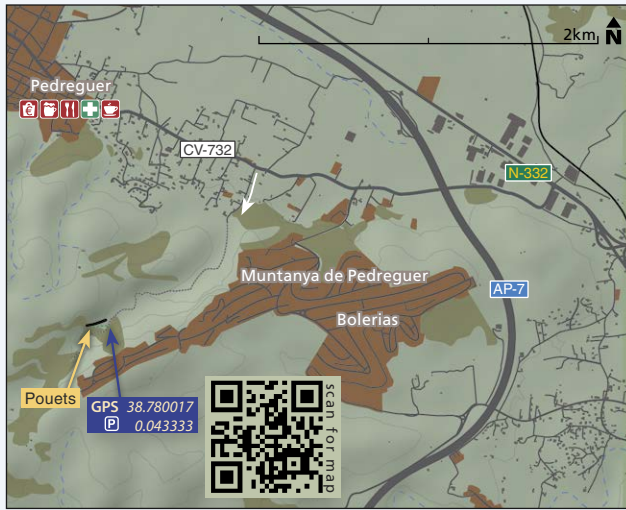 2km N
Pedreguer
CV-732
N-332
Muntanya de Pedreguer
AP-7
Bolerias
Pouets
GPS 38.780017
P 0.043333
scan for map